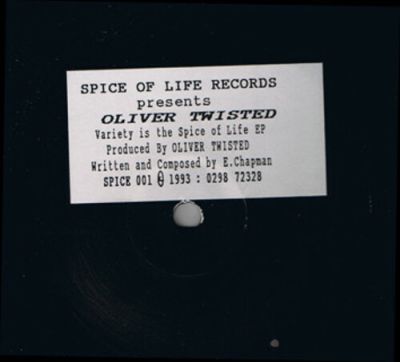 SPICE OF LIFE RECORDS
presents
OLIVER TWISTED
Variety is the Spice of Life EP
Produced By OLIVER TWISTED
Written and Composed by E.Chapman
SPICE 001 © 1993 : 0298 72328